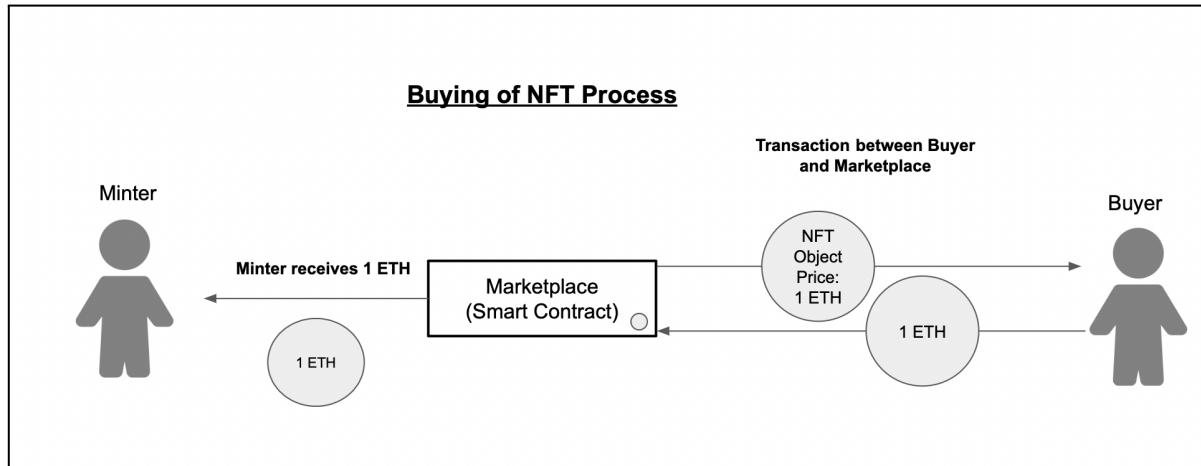 Buying of NFT Process
Transaction between Buyer
and Marketplace
Minter
Buyer
Minter receives 1 ETH
Marketplace
(Smart Contract)
NFT
Object
Price:
1 ETH
1 ETH
1 ETH